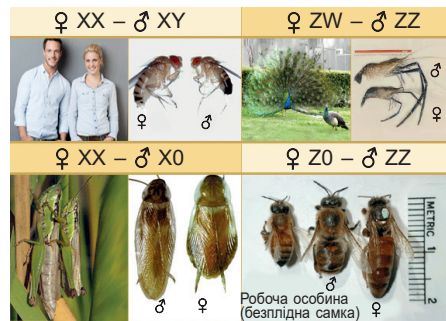 ♀ XX – ♂ XY
♀ ZW – ♂ ZZ
♀ ♂
♂
♀
♀ XX – ♂ X0
♀ Z0 – ♂ ZZ
♂ ♀
METRIC 1 2
♂
Робоча особина
(безплідна самка) ♀